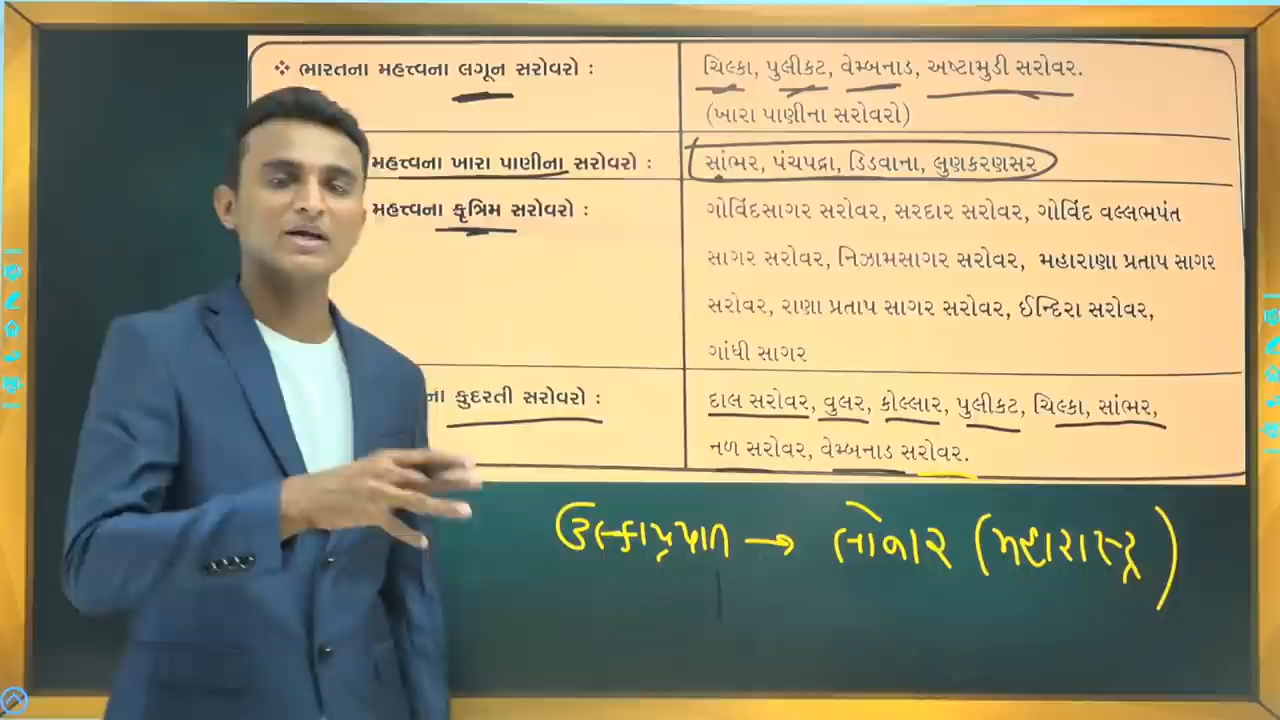 ❖ ભારતના મહત્ત્વના લગૂન સરોવરો :
ચિલ્કા, પુલીકટ, વેમ્બનાડ, અષ્ટામુડી સરોવર.
(ખારા પાણીના સરોવરો)
મહત્ત્વના ખારા પાણીના સરોવરો :
સાંભર, પંચપદ્રા, ડિડવાના, લુણકરણસર
મહત્ત્વના કૃત્રિમ સરોવરો :
ગોવિંદસાગર સરોવર, સરદાર સરોવર, ગોવિંદ વલ્લભપંત
સાગર સરોવર, નિઝામસાગર સરોવર, મહારાણા પ્રતાપ સાગર
સરોવર, રાણા પ્રતાપ સાગર સરોવર, ઈન્દિરા સરોવર,
ગાંધી સાગર
ના કુદરતી સરોવરો :
દાલ સરોવર, વુલર, કોલ્લાર, પુલીકટ, ચિલ્કા, સાંભર,
નળ સરોવર, વેમ્બનાડ સરોવર.
ઉલ્કાપ્રપાત → લોનાર (મહારાસ્ટ્ર)